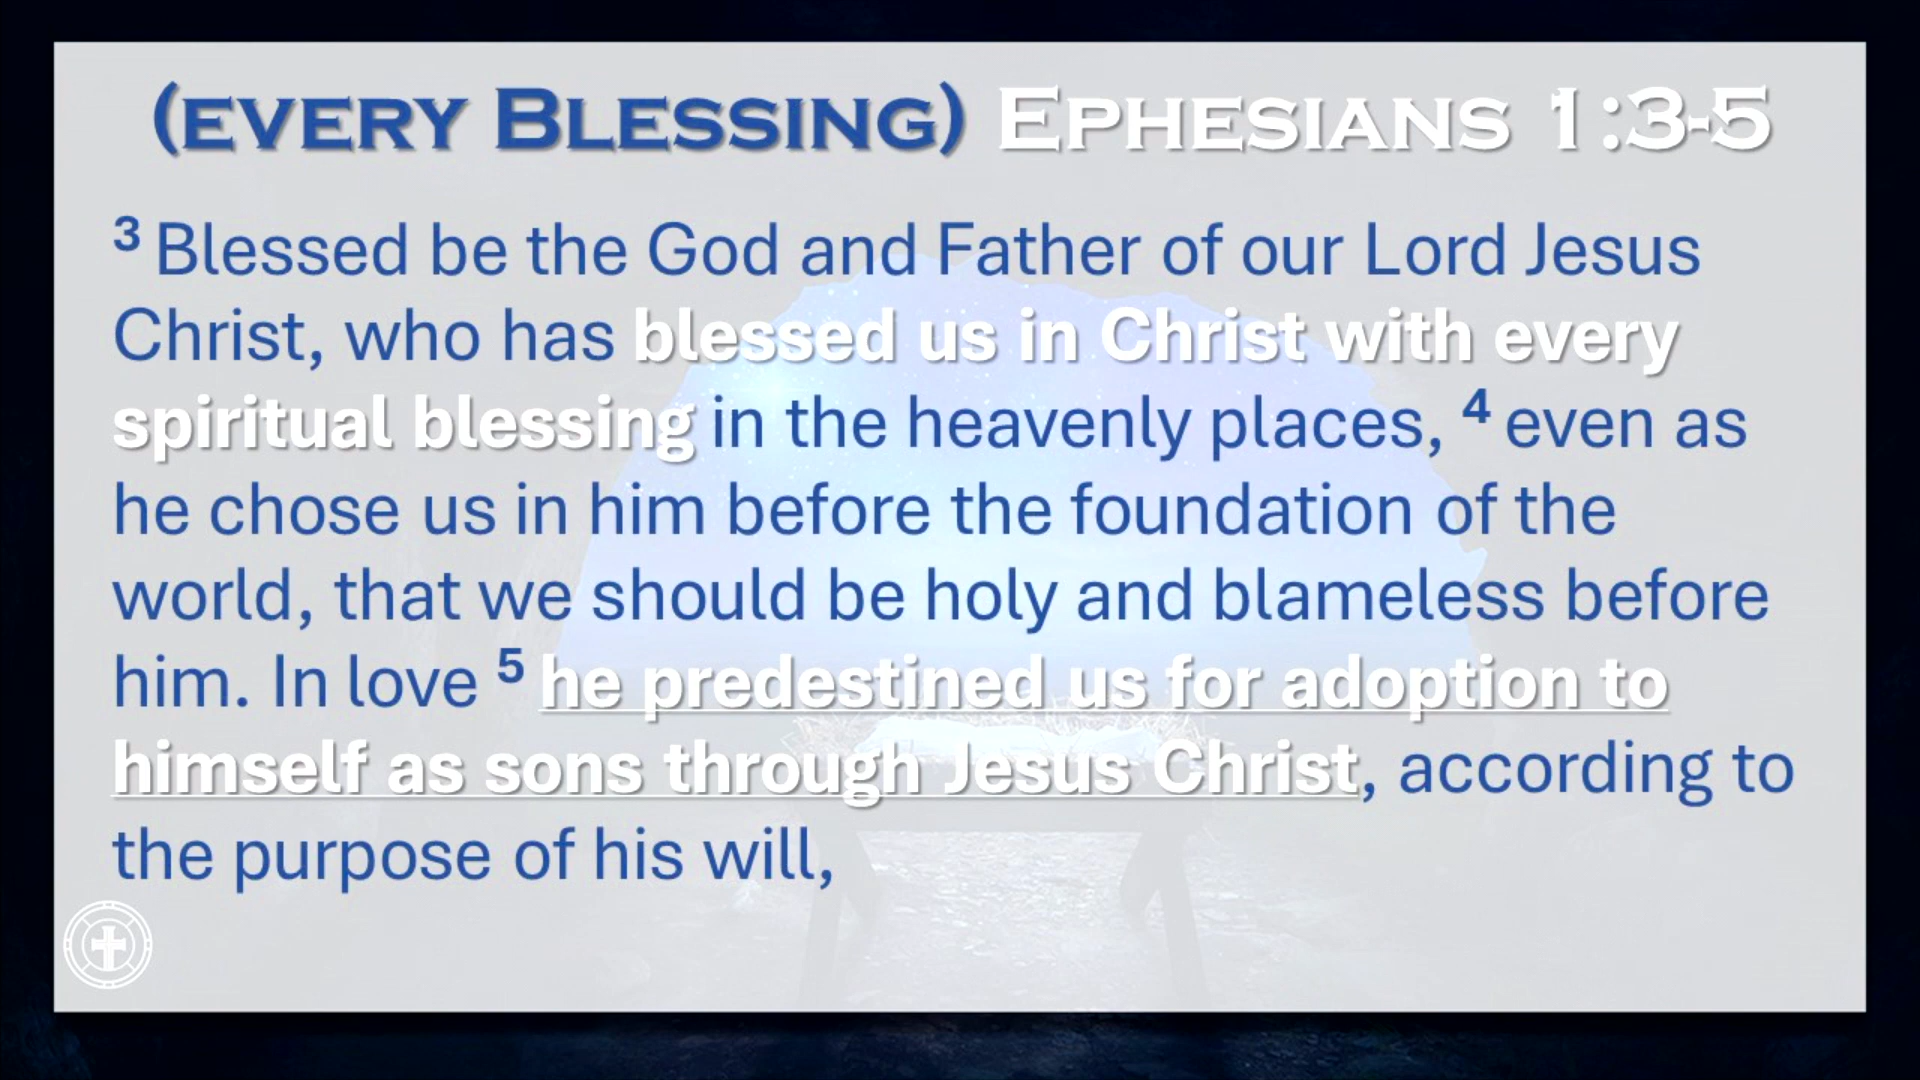 (EVERY BLESSING) EPHESIANS 1:3-5
3 Blessed be the God and Father of our Lord Jesus
Christ, who has blessed us in Christ with every
spiritual blessing in the heavenly places, 4 even as
he chose us in him before the foundation of the
world, that we should be holy and blameless before
him. In love 5 he predestined us for adoption to
himself as sons through Jesus Christ, according to
the purpose of his will,